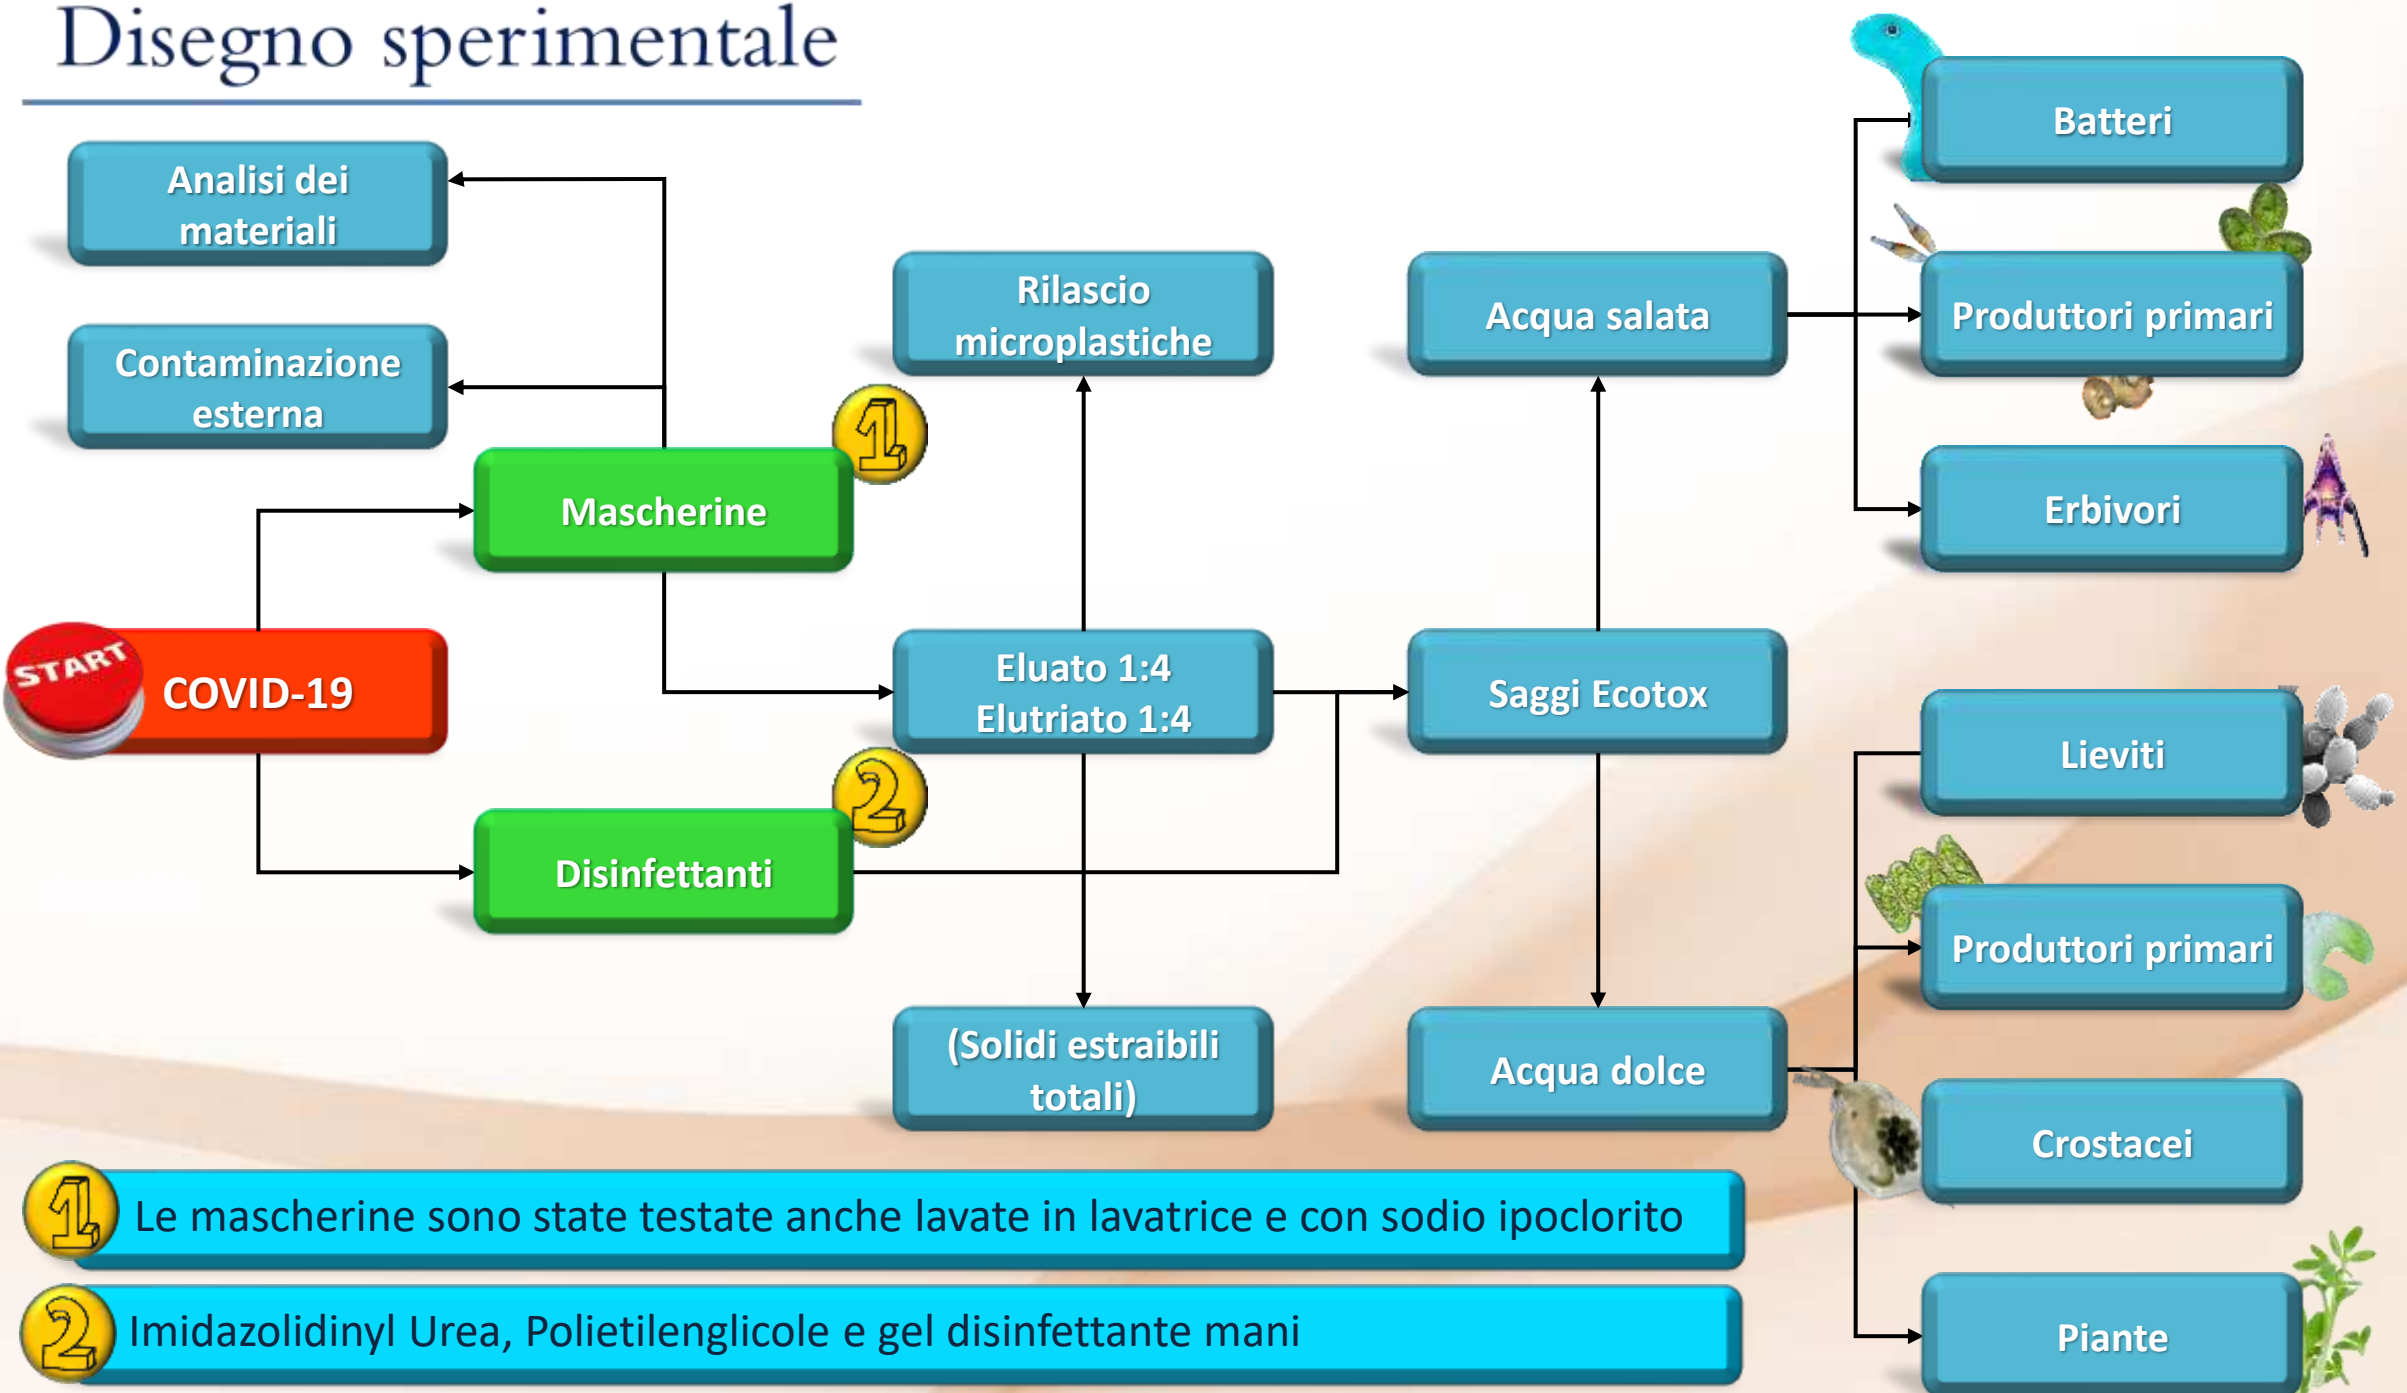 Disegno sperimentale
Analisi dei
materiali
Contaminazione
esterna
Mascherine
1
START
COVID-19
Disinfettanti
2
Rilascio
microplastiche
Eluato 1:4
Elutriato 1:4
(Solidi estraibili
totali)
Acqua salata
Saggi Ecotox
Acqua dolce
Batteri
Produttori primari
Erbivori
Lieviti
Produttori primari
Crostacei
Piante
1 Le mascherine sono state testate anche lavate in lavatrice e con sodio ipoclorito
2 Imidazolidinyl Urea, Polietilenglicole e gel disinfettante mani